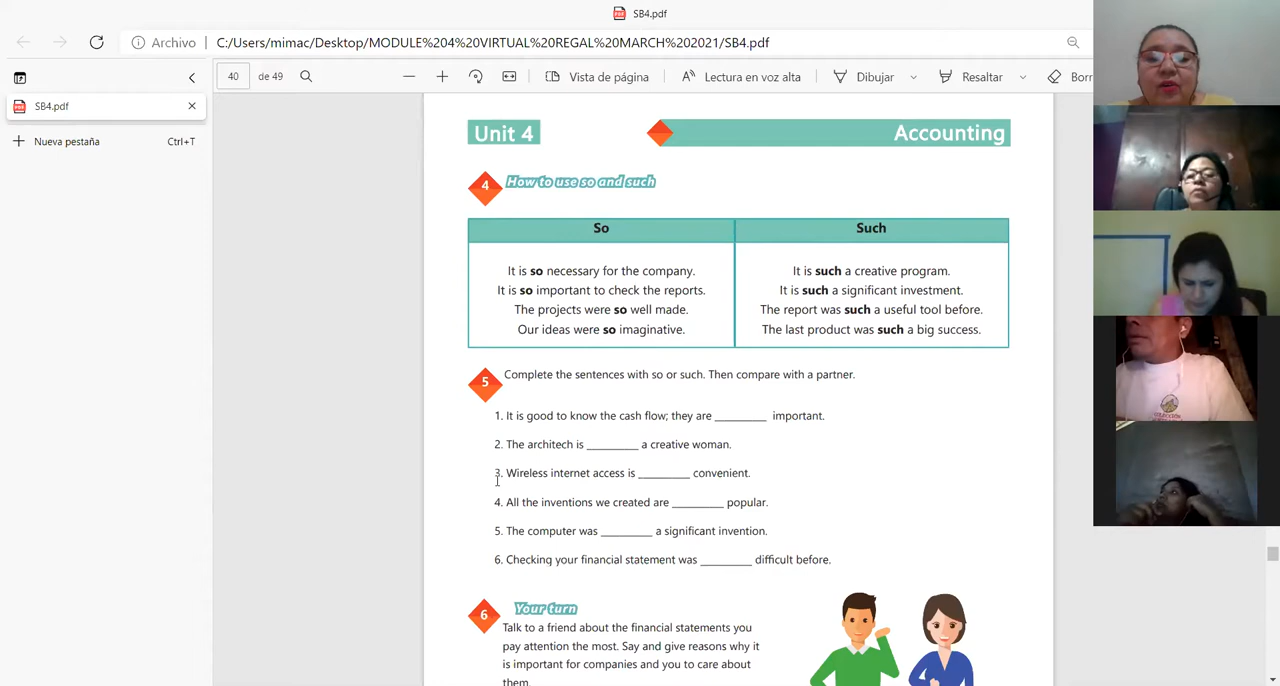 SB4.pdf
Archivo
C:/Users/mimac/Desktop/MODULE%204%20VIRTUAL%20REGAL%20MARCH%202021/SB4.pdf
40 de 49
Vista de página
Lectura en voz alta
Dibujar
Resaltar
Borr
SB4.pdf
Nueva pestaña Ctrl+T
Unit 4
Accounting
4 How to use so and such
So
Such
It is so necessary for the company.
It is so important to check the reports.
The projects were so well made.
Our ideas were so imaginative.
It is such a creative program.
It is such a significant investment.
The report was such a useful tool before.
The last product was such a big success.
5 Complete the sentences with so or such. Then compare with a partner.
1. It is good to know the cash flow; they are ________ important.
2. The architech is ________ a creative woman.
3. Wireless internet access is ________ convenient.
4. All the inventions we created are ________ popular.
5. The computer was ________ a significant invention.
6. Checking your financial statement was ________ difficult before.
6 Your turn
Talk to a friend about the financial statements you
pay attention the most. Say and give reasons why it
is important for companies and you to care about
them.